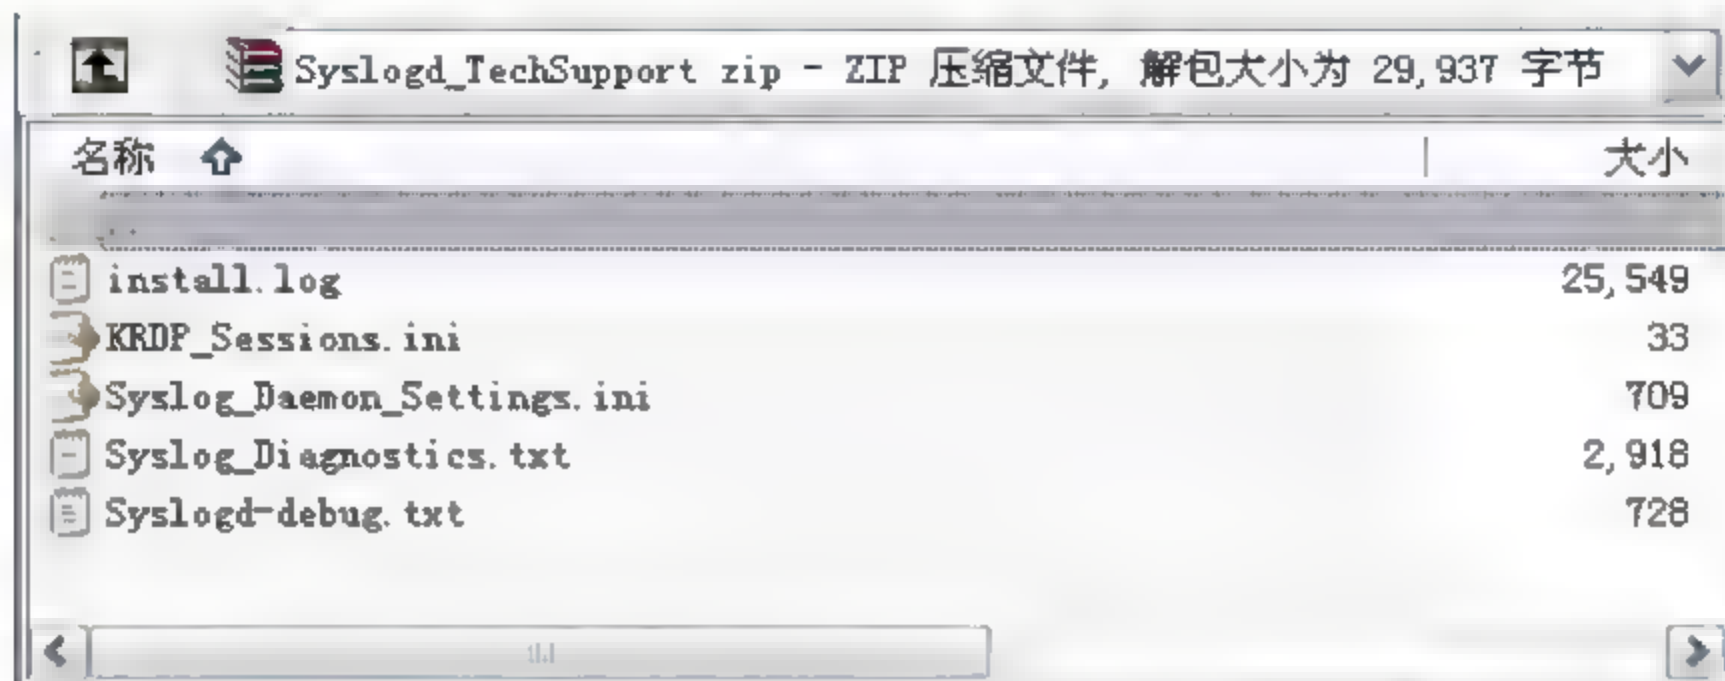 Syslogd_TechSupport zip - ZIP 压缩文件, 解包大小为 29,937 字节
名称 大小
..
install.log 25,549
KRDP_Sessions.ini 33
Syslog_Daemon_Settings.ini 709
Syslog_Diagnostics.txt 2,918
Syslogd-debug.txt 728